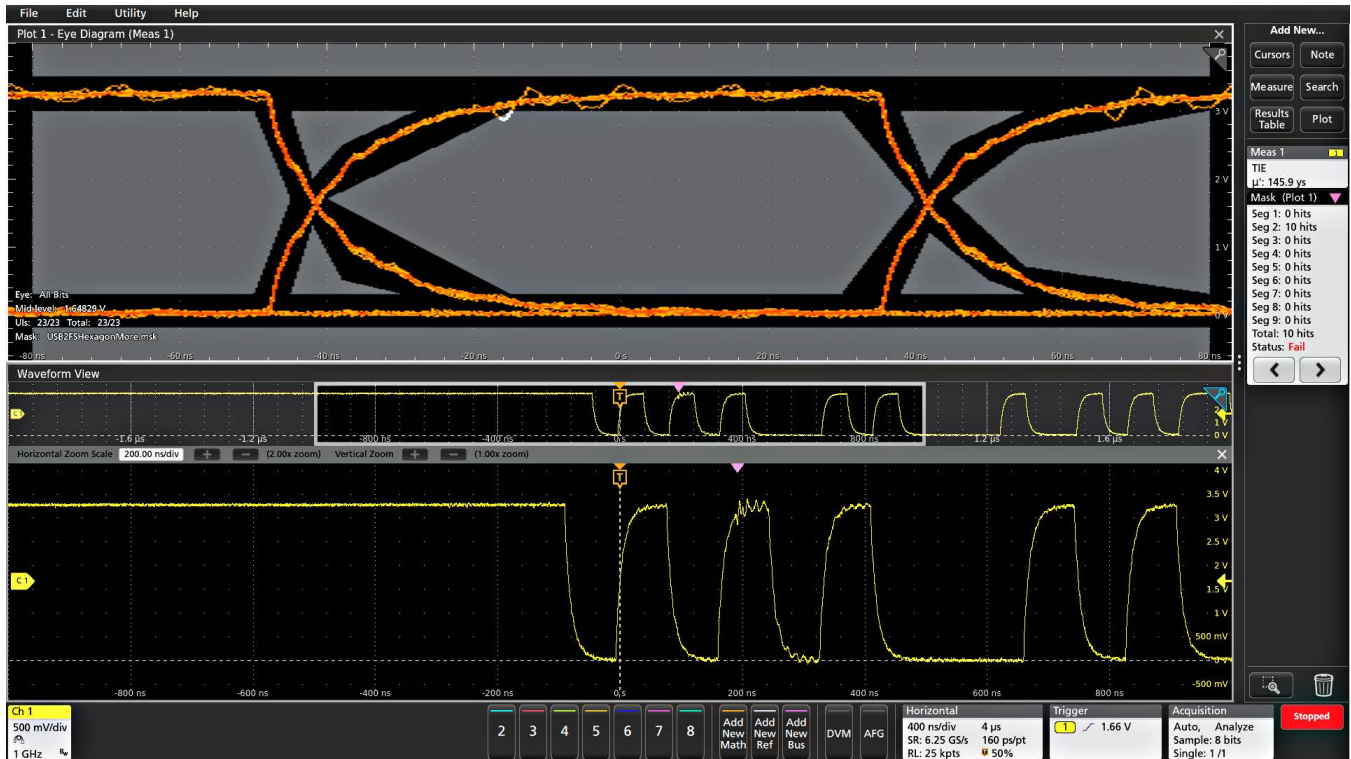 File Edit Utility Help
Plot 1 - Eye Diagram (Meas 1)
3 V
2 V
1 V
0 V
Eye: All Bits
Mid-level: 1.64829 V
UIs: 23/23 Total: 23/23
Mask: USB2FSHexagonMore.msk
-80 ns -60 ns -40 ns -20 ns 0 s 20 ns 40 ns 60 ns 80 ns
Waveform View
T
C1
1 V
0 V
-1.6 µs -1.2 µs -800 ns -400 ns 0 s 400 ns 800 ns 1.2 µs 1.6 µs
Horizontal Zoom Scale 200.00 ns/div + − (2.00x zoom) Vertical Zoom + − (1.00x zoom)
T
4 V
3.5 V
3 V
2.5 V
2 V
C 1
1.5 V
1 V
500 mV
-500 mV
-800 ns -600 ns -400 ns -200 ns 0 s 200 ns 400 ns 600 ns 800 ns
Add New...
Cursors Note
Measure Search
Results Table Plot
Meas 1 1
TIE
µ': 145.9 ys
Mask (Plot 1)
Seg 1: 0 hits
Seg 2: 10 hits
Seg 3: 0 hits
Seg 4: 0 hits
Seg 5: 0 hits
Seg 6: 0 hits
Seg 7: 0 hits
Seg 8: 0 hits
Seg 9: 0 hits
Total: 10 hits
Status: Fail
Ch 1
500 mV/div
1 GHz Bw
2 3 4 5 6 7 8
Add New Math
Add New Ref
Add New Bus
DVM AFG
Horizontal
400 ns/div 4 µs
SR: 6.25 GS/s 160 ps/pt
RL: 25 kpts 50%
Trigger
1 1.66 V
Acquisition
Auto, Analyze
Sample: 8 bits
Single: 1 /1
Stopped